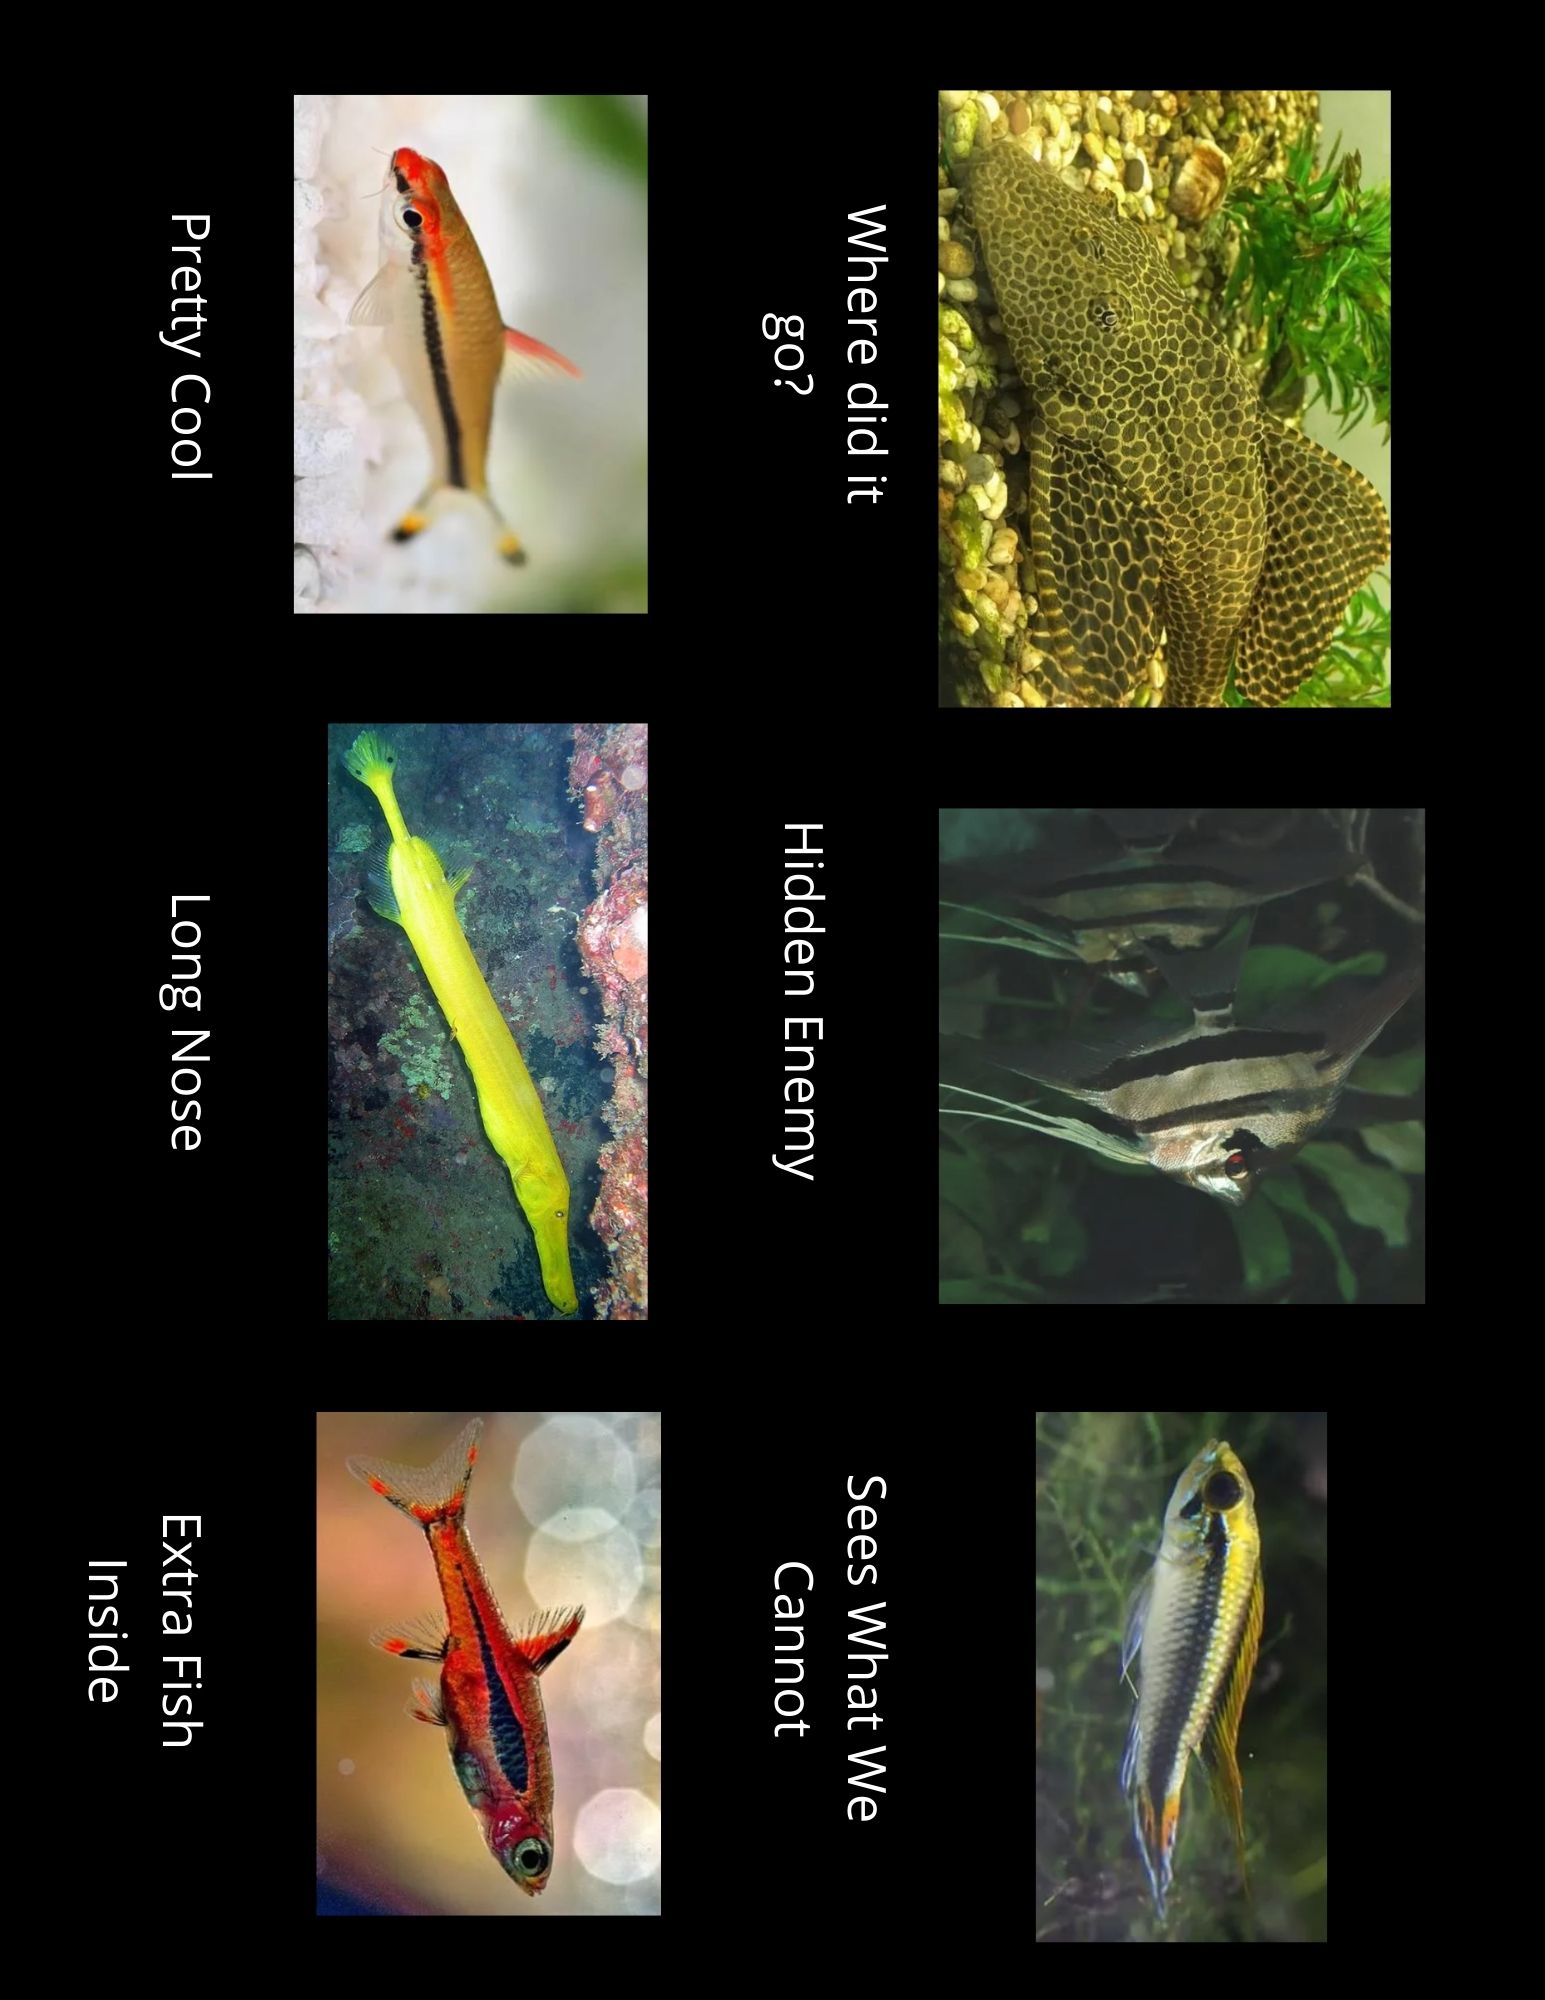 Where did it
go?
Hidden Enemy
Sees What We
Cannot
Pretty Cool
Long Nose
Extra Fish
Inside